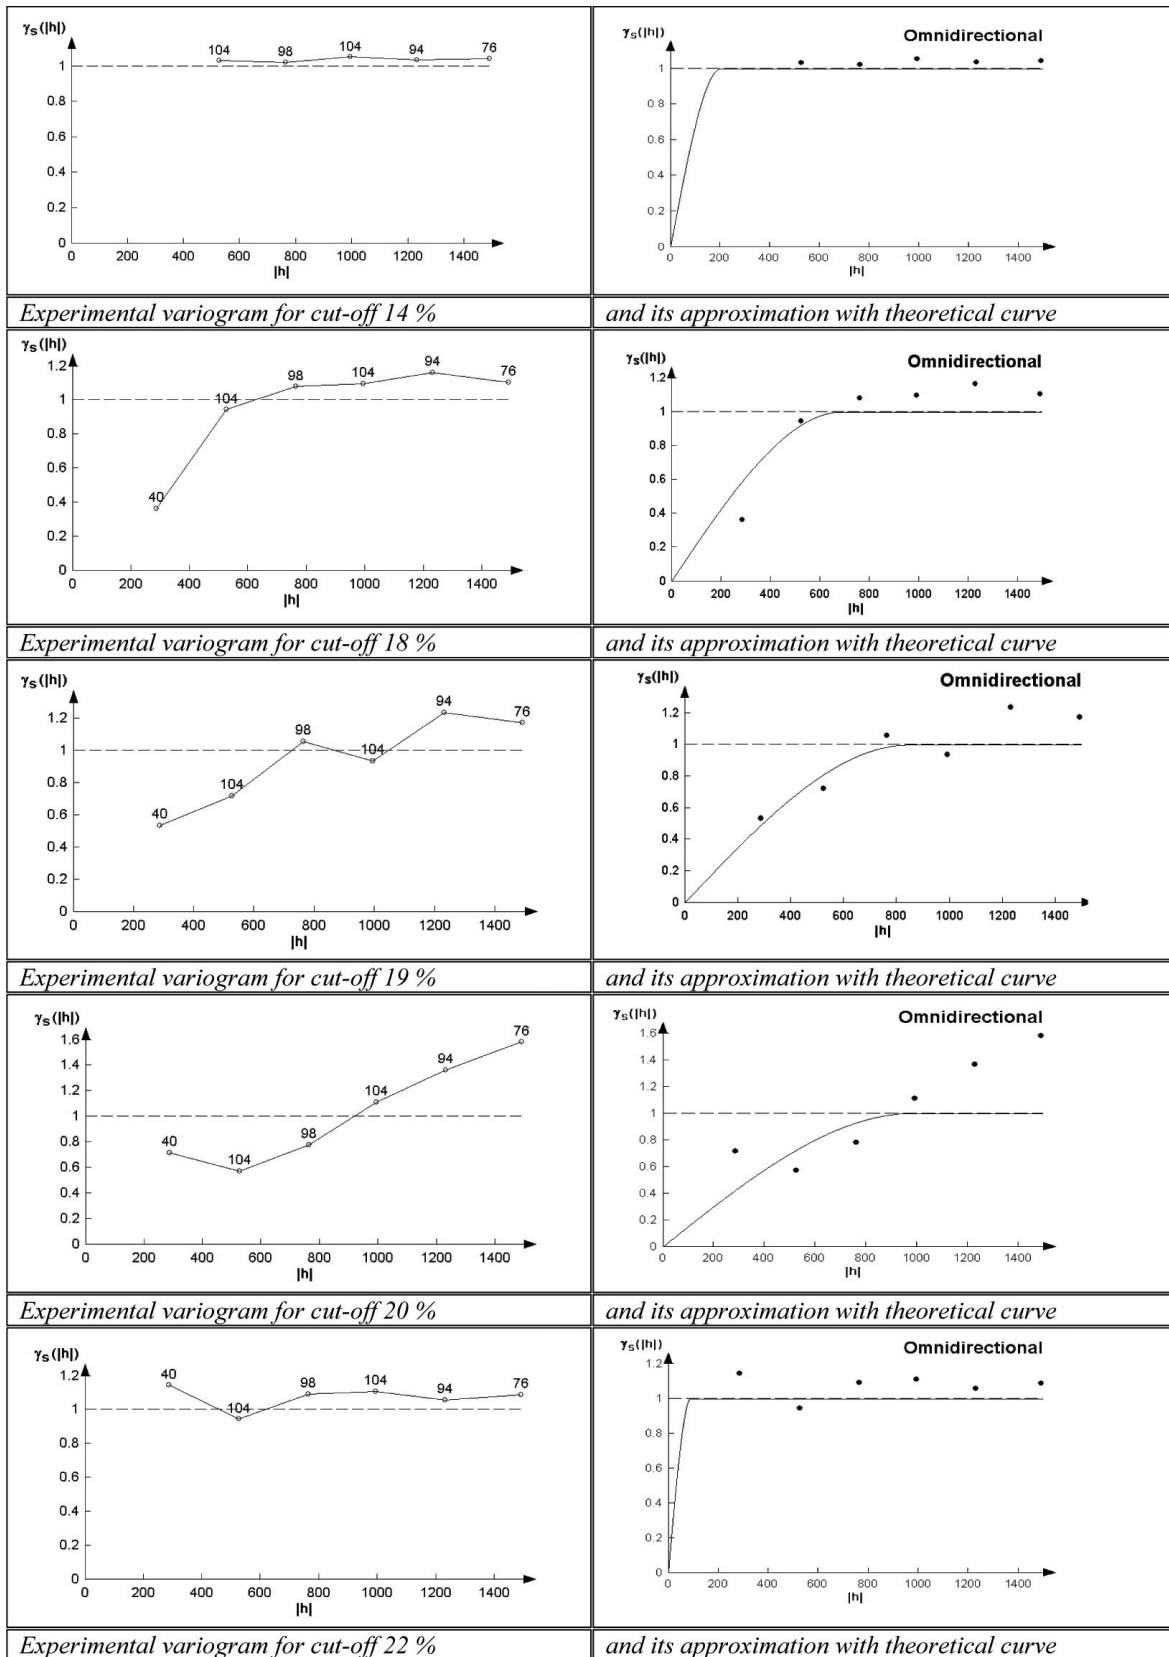 γs(|h|)
104 98 104 94 76
1
0.8
0.6
0.4
0.2
0
0 200 400 600 800 1000 1200 1400
|h|
γs(|h|) Omnidirectional
1
0.8
0.6
0.4
0.2
0
0 200 400 600 800 1000 1200 1400
|h|
Experimental variogram for cut-off 14 % and its approximation with theoretical curve
γs(|h|)
1.2
1
0.8
0.6
0.4
0.2
0
40 104 98 104 94 76
0 200 400 600 800 1000 1200 1400
|h|
Omnidirectional
γs(|h|)
1.2
1
0.8
0.6
0.4
0.2
0
0 200 400 600 800 1000 1200 1400
|h|
Experimental variogram for cut-off 18 % and its approximation with theoretical curve
γs(|h|)
1.2
1
0.8
0.6
0.4
0.2
0
40 104 98 104 94 76
0 200 400 600 800 1000 1200 1400
|h|
γs(|h|) Omnidirectional
1.2
1
0.8
0.6
0.4
0.2
0
0 200 400 600 800 1000 1200 1400
|h|
Experimental variogram for cut-off 19 % and its approximation with theoretical curve
γs(|h|)
1.6
1.4
1.2
1
0.8
0.6
0.4
0.2
0
40 104 98 104 94 76
0 200 400 600 800 1000 1200 1400
|h|
γs(|h|) Omnidirectional
1.6
1.4
1.2
1
0.8
0.6
0.4
0.2
0
0 200 400 600 800 1000 1200 1400
|h|
Experimental variogram for cut-off 20 % and its approximation with theoretical curve
γs(|h|)
1.2
1
0.8
0.6
0.4
0.2
0
40 104 98 104 94 76
0 200 400 600 800 1000 1200 1400
|h|
γs(|h|) Omnidirectional
1.2
1
0.8
0.6
0.4
0.2
0
0 200 400 600 800 1000 1200 1400
|h|
Experimental variogram for cut-off 22 % and its approximation with theoretical curve